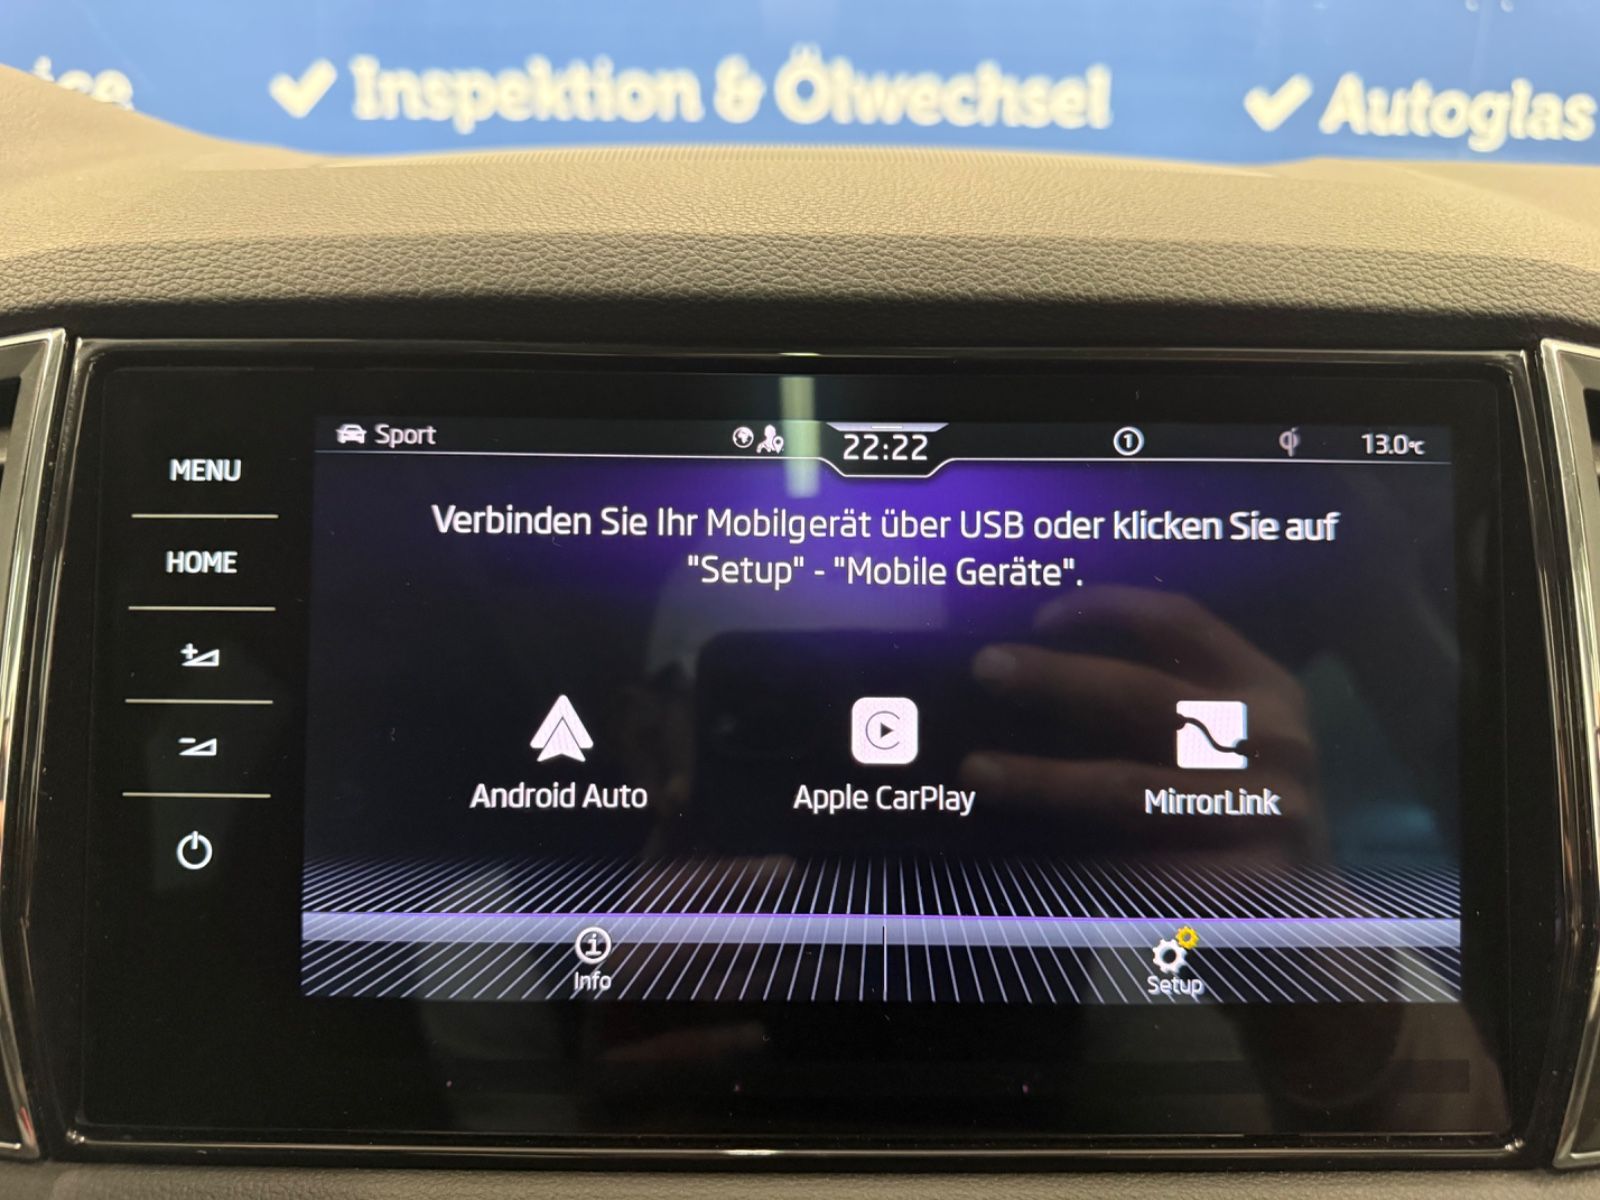 Inspektion & Ölwechsel
Autoglas
Sport
22:22
1
13.0°C
MENU
HOME
Verbinden Sie Ihr Mobilgerät über USB oder klicken Sie auf
"Setup" - "Mobile Geräte".
Android Auto
Apple CarPlay
MirrorLink
Info
Setup